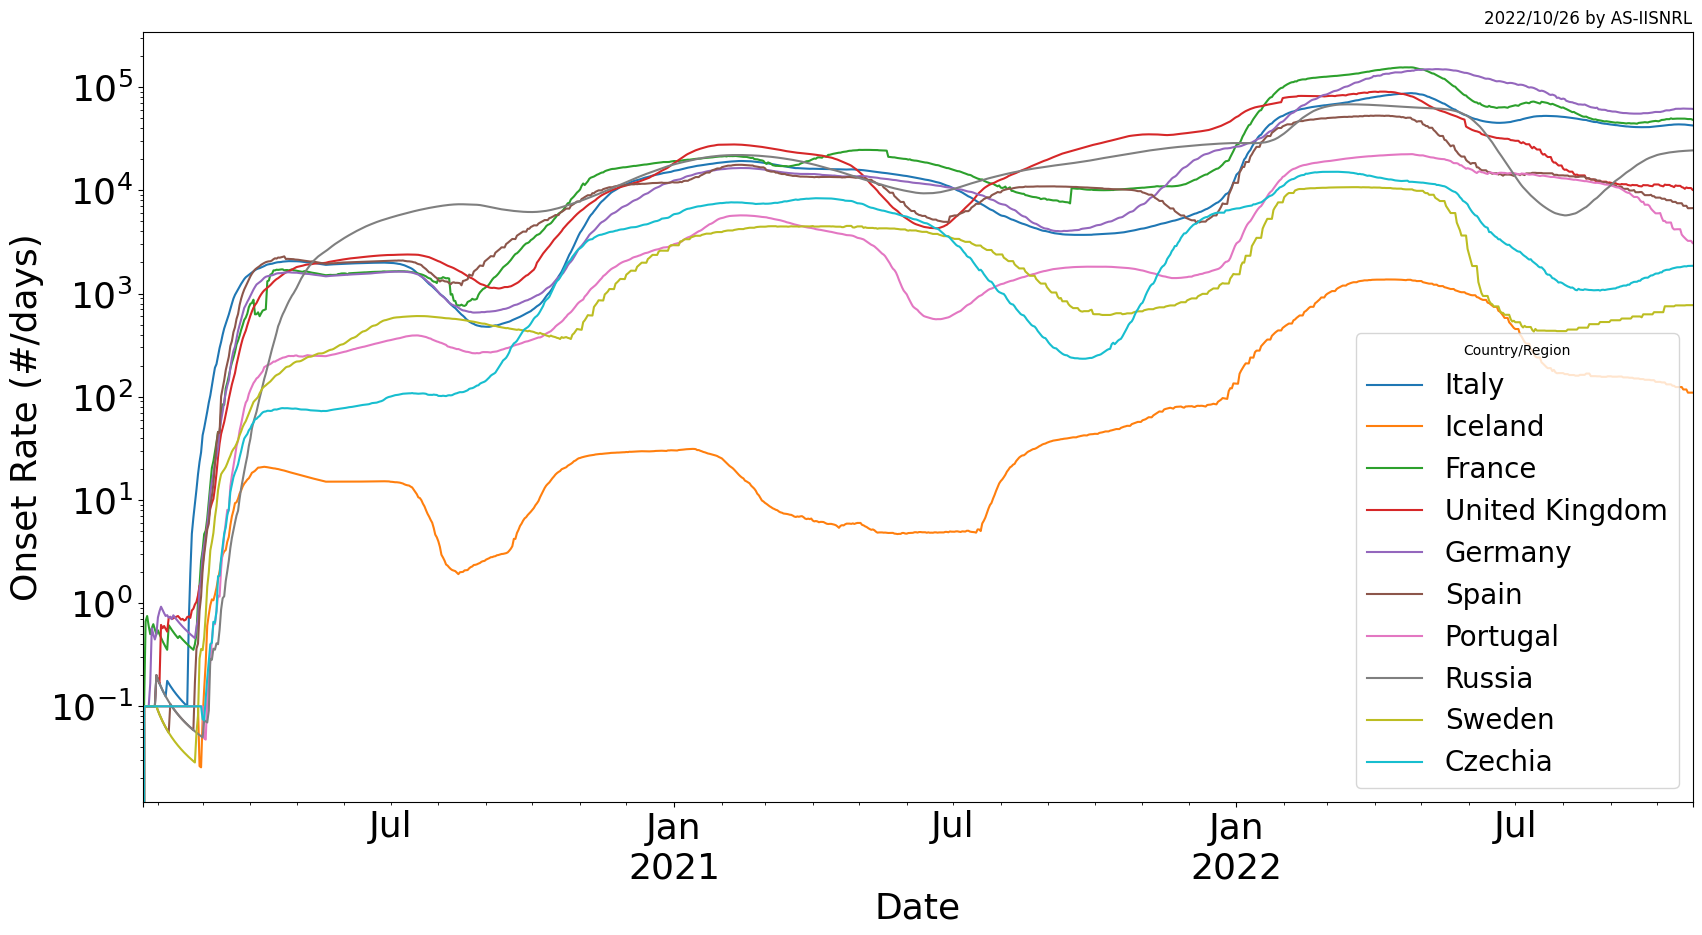 2022/10/26 by AS-IISNRL
Onset Rate (#/days)
10^5
10^4
10^3
10^2
10^1
10^0
10^−1
Country/Region
Italy
Iceland
France
United Kingdom
Germany
Spain
Portugal
Russia
Sweden
Czechia
Jul Jan Jul Jan Jul
2021 2022
Date